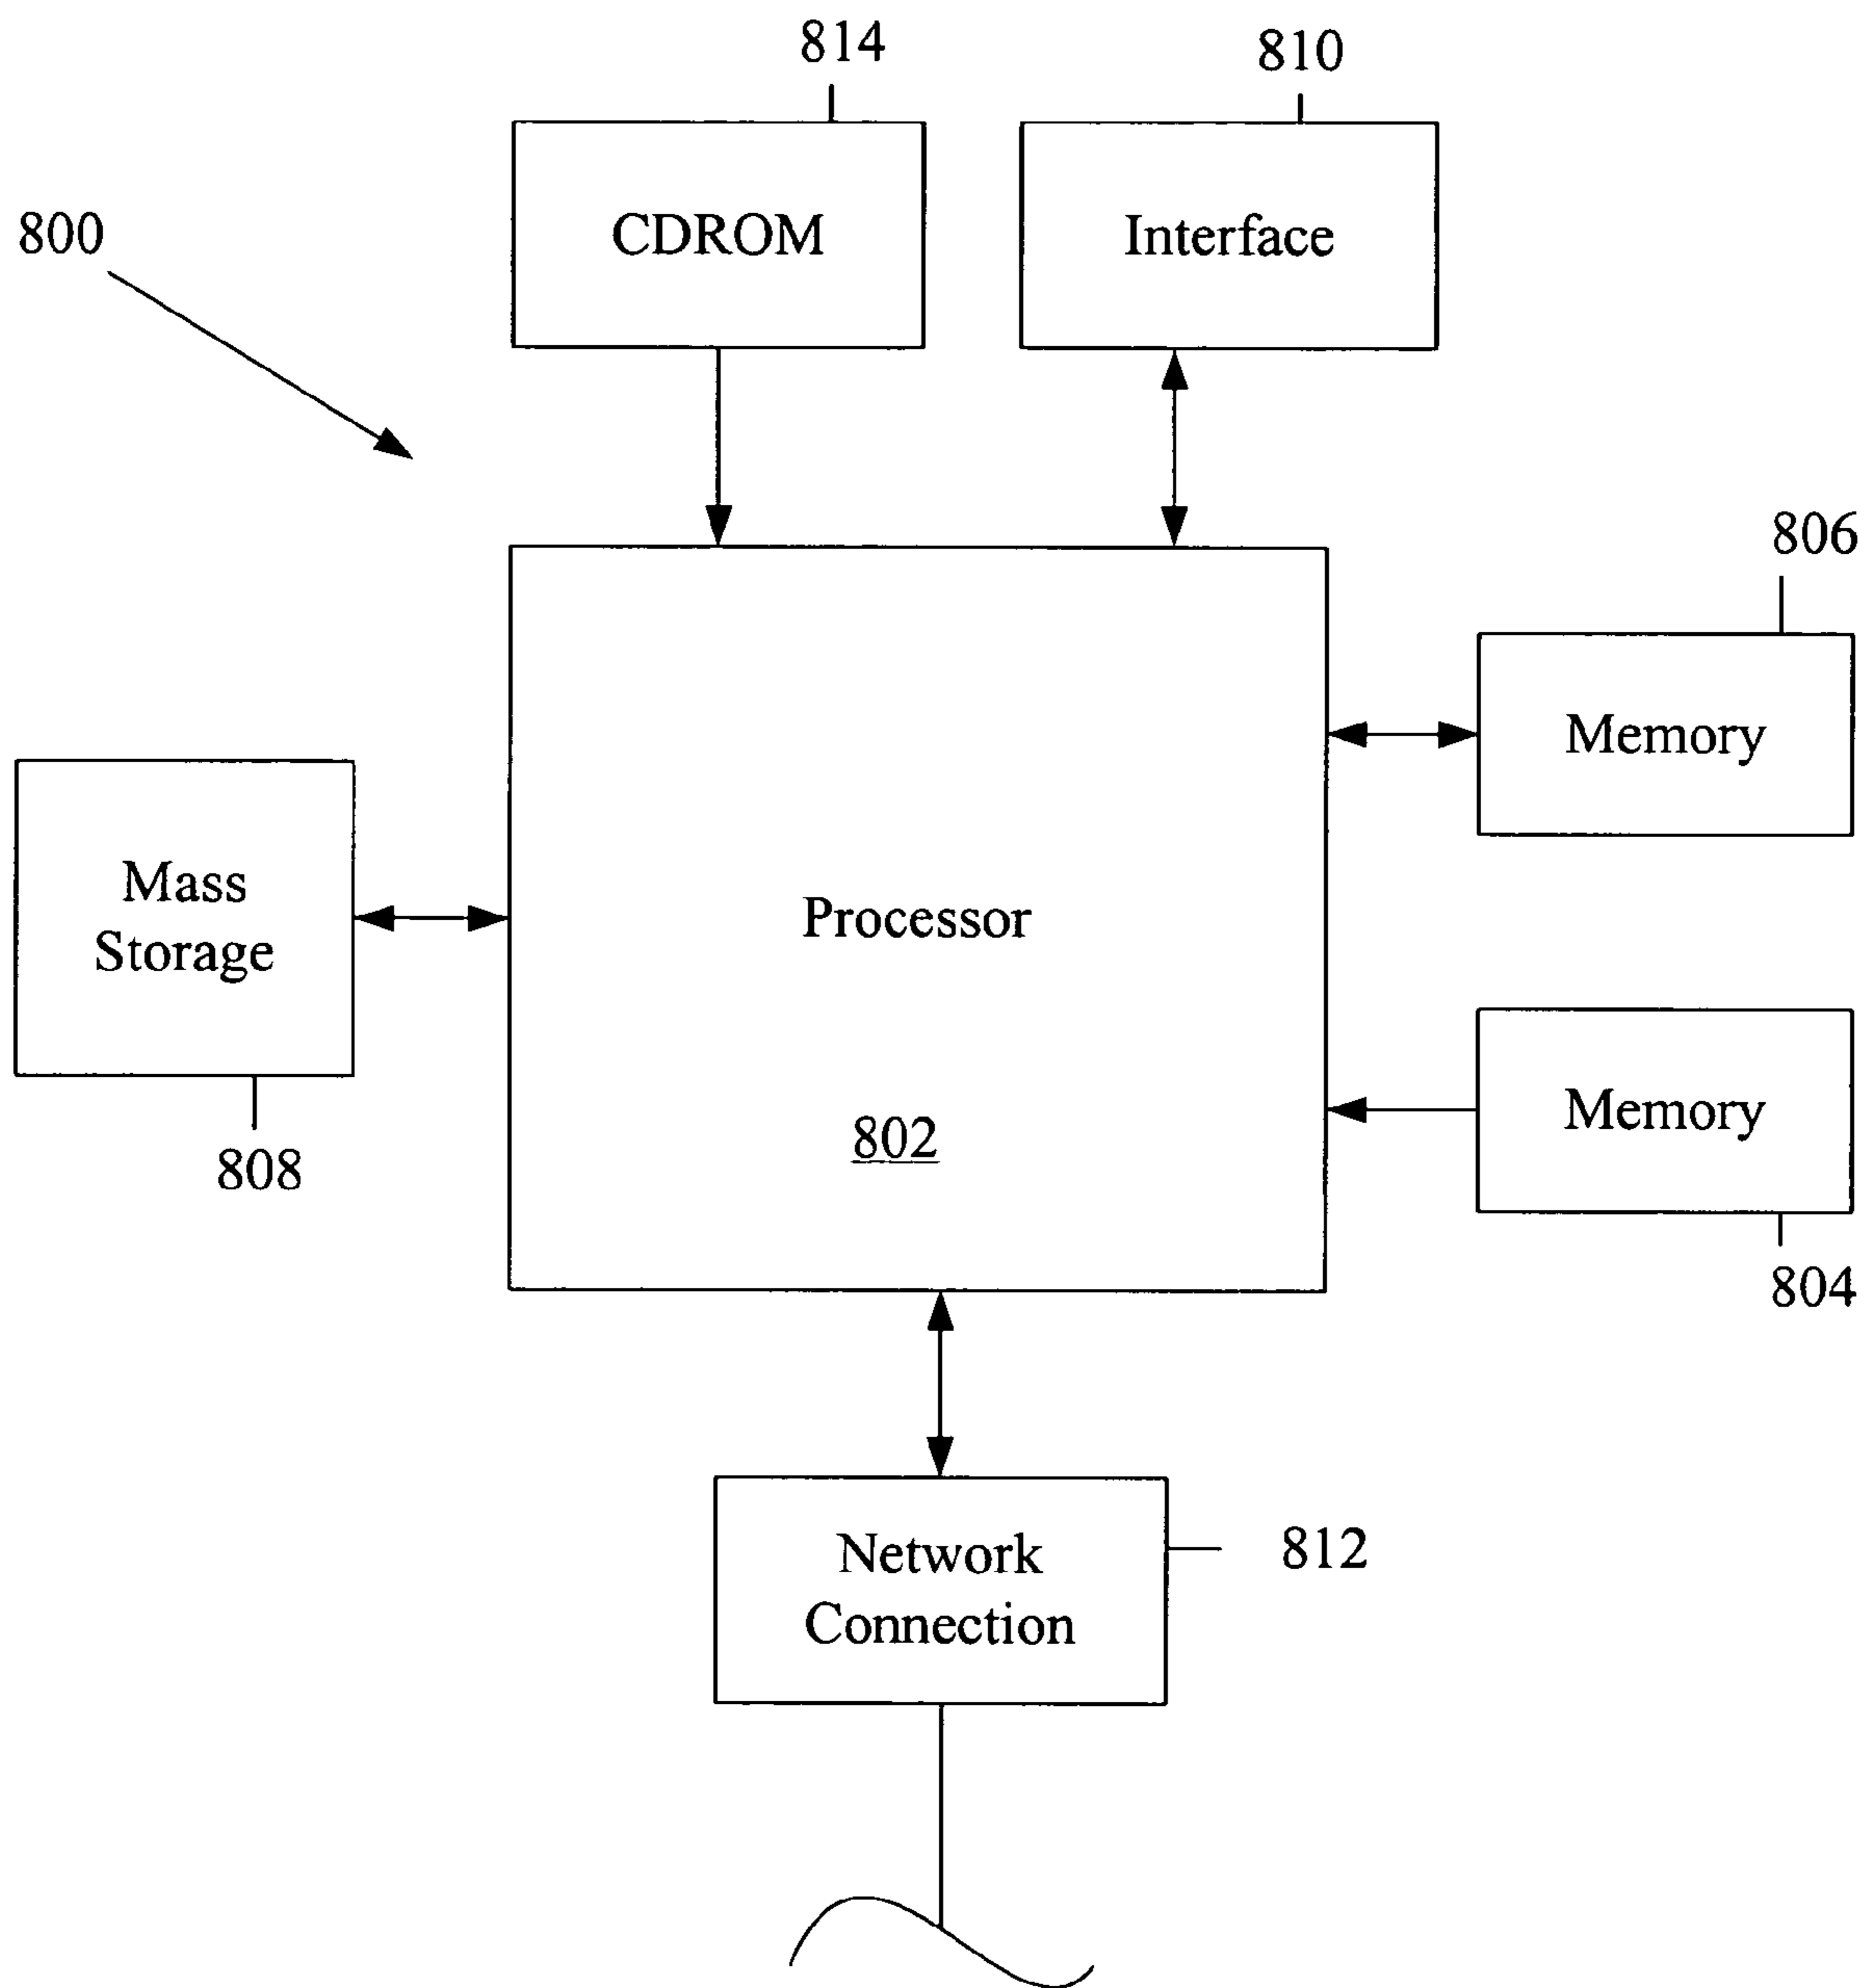 814
810
CDROM
Interface
800
806
Memory
Mass
Storage
Processor
Memory
802
808
804
Network
Connection
812